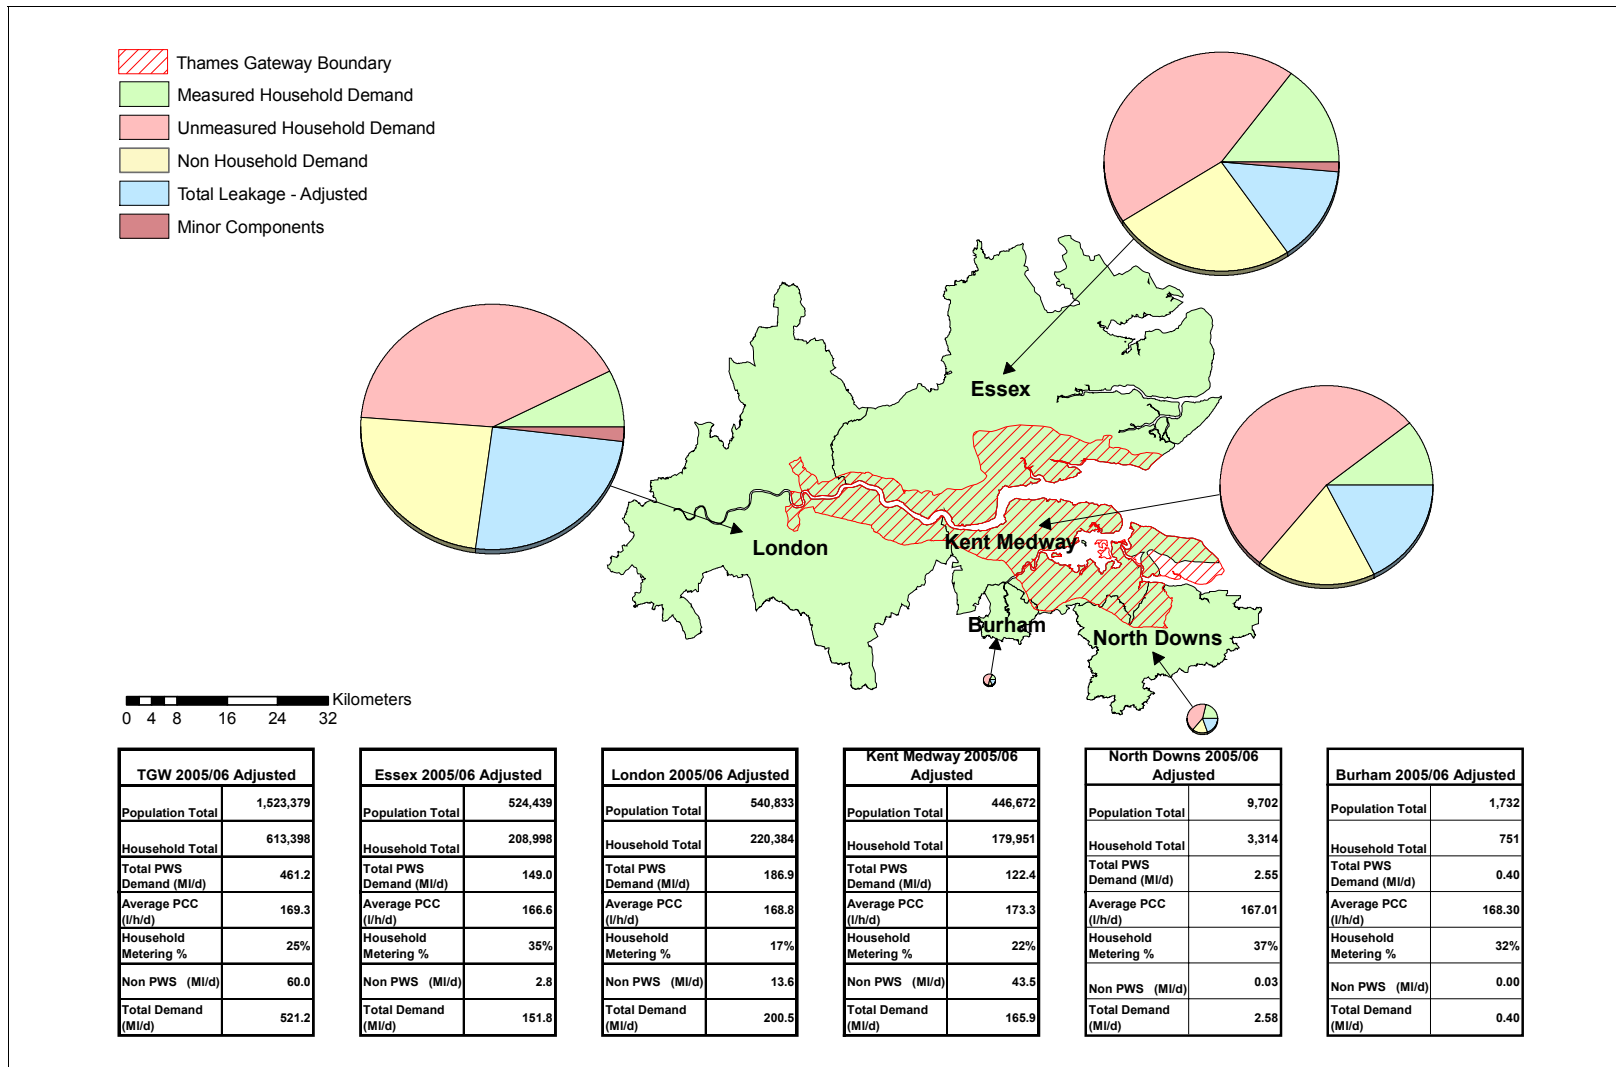 Thames Gateway Boundary
Measured Household Demand
Unmeasured Household Demand
Non Household Demand
Total Leakage - Adjusted
Minor Components
Essex
London
Kent Medway
Burham
North Downs
Kilometers
0 4 8 16 24 32
TGW 2005/06 Adjusted
Population Total 1,523,379
Household Total 613,398
Total PWS
Demand (Ml/d) 461.2
Average PCC
(l/h/d) 169.3
Household
Metering % 25%
Non PWS (Ml/d) 60.0
Total Demand
(Ml/d) 521.2
Essex 2005/06 Adjusted
Population Total 524,439
Household Total 208,998
Total PWS
Demand (Ml/d) 149.0
Average PCC
(l/h/d) 166.6
Household
Metering % 35%
Non PWS (Ml/d) 2.8
Total Demand
(Ml/d) 151.8
London 2005/06 Adjusted
Population Total 540,833
Household Total 220,384
Total PWS
Demand (Ml/d) 186.9
Average PCC
(l/h/d) 168.8
Household
Metering % 17%
Non PWS (Ml/d) 13.6
Total Demand
(Ml/d) 200.5
Kent Medway 2005/06
Adjusted
Population Total 446,672
Household Total 179,951
Total PWS
Demand (Ml/d) 122.4
Average PCC
(l/h/d) 173.3
Household
Metering % 22%
Non PWS (Ml/d) 43.5
Total Demand
(Ml/d) 165.9
North Downs 2005/06
Adjusted
Population Total 9,702
Household Total 3,314
Total PWS
Demand (Ml/d) 2.55
Average PCC
(l/h/d) 167.01
Household
Metering % 37%
Non PWS (Ml/d) 0.03
Total Demand
(Ml/d) 2.58
Burham 2005/06 Adjusted
Population Total 1,732
Household Total 751
Total PWS
Demand (Ml/d) 0.40
Average PCC
(l/h/d) 168.30
Household
Metering % 32%
Non PWS (Ml/d) 0.00
Total Demand
(Ml/d) 0.40